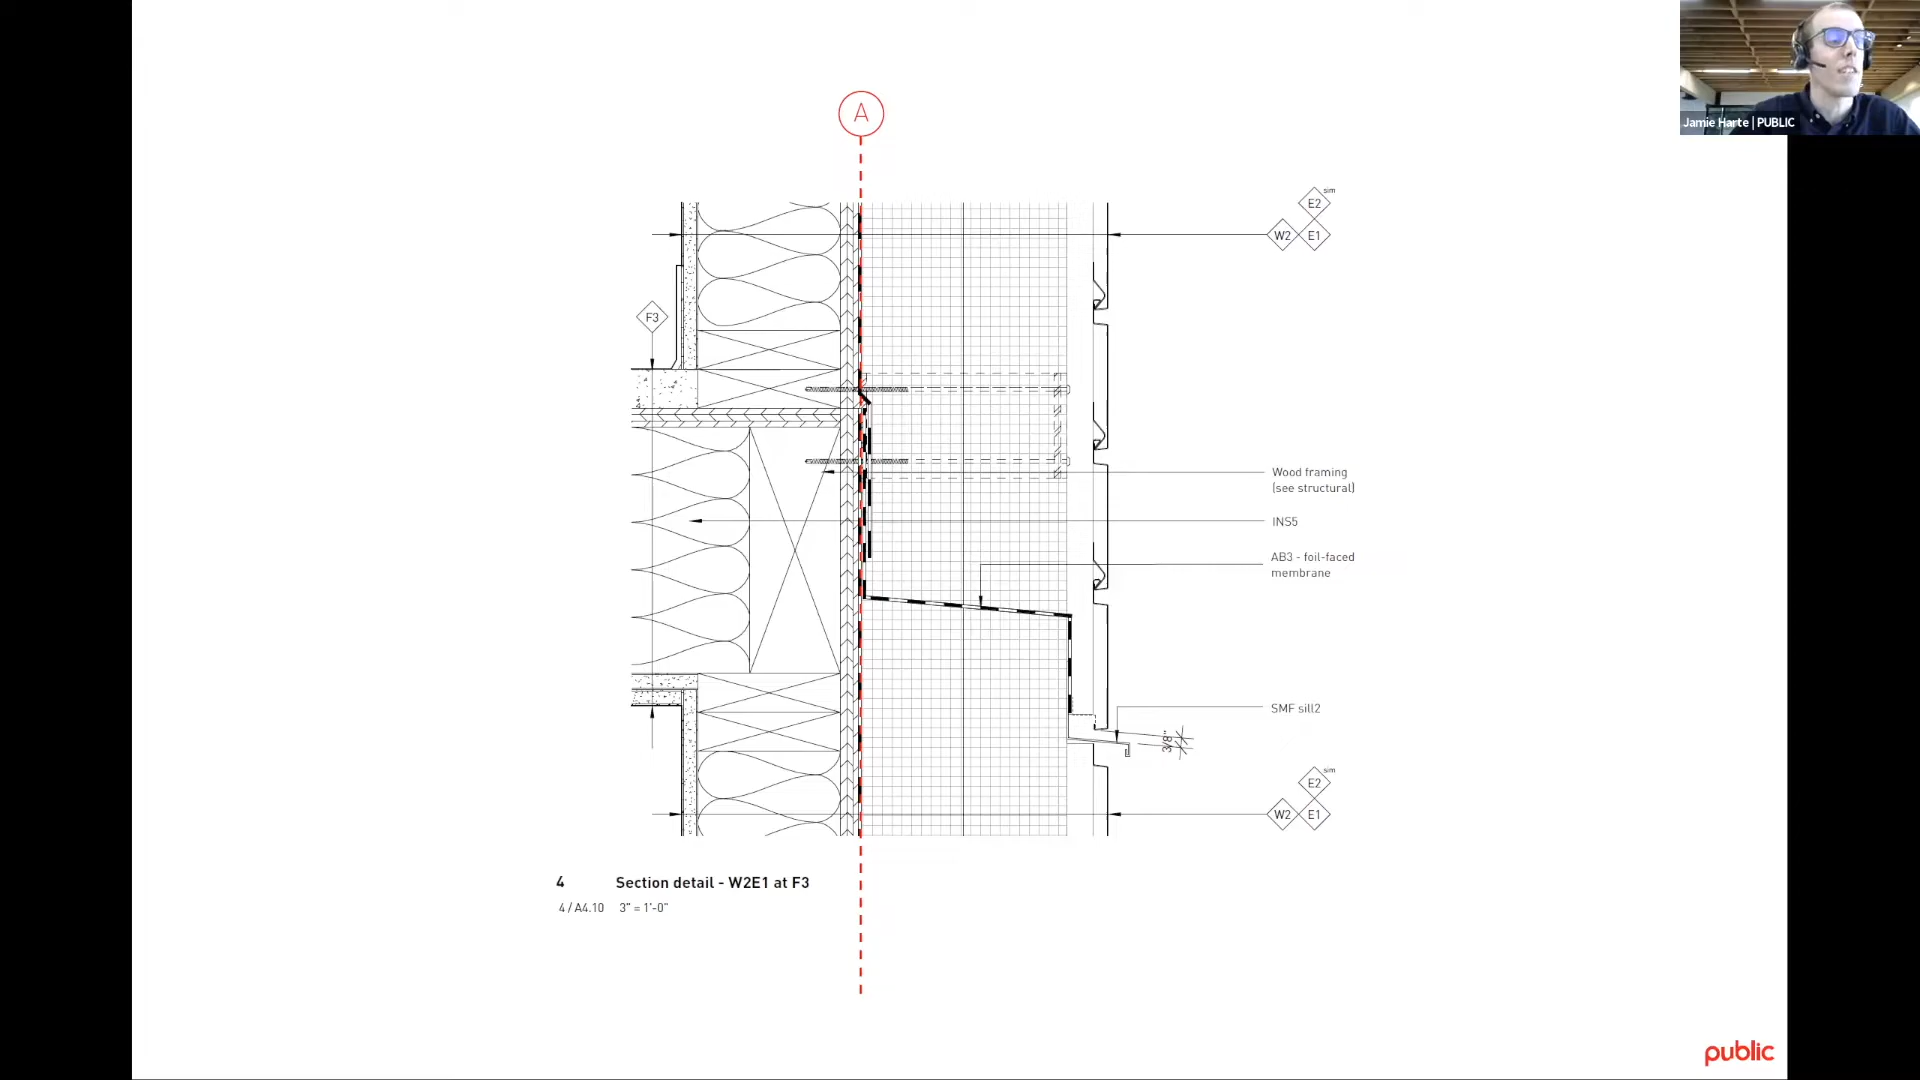 Jamie Harte | PUBLIC
A
sim
E2
W2
E1
F3
Wood framing
(see structural)
INS5
AB3 - foil-faced
membrane
SMF sill2
3/8"
sim
E2
W2
E1
4 Section detail - W2E1 at F3
4 / A4.10 3" = 1'-0"
public